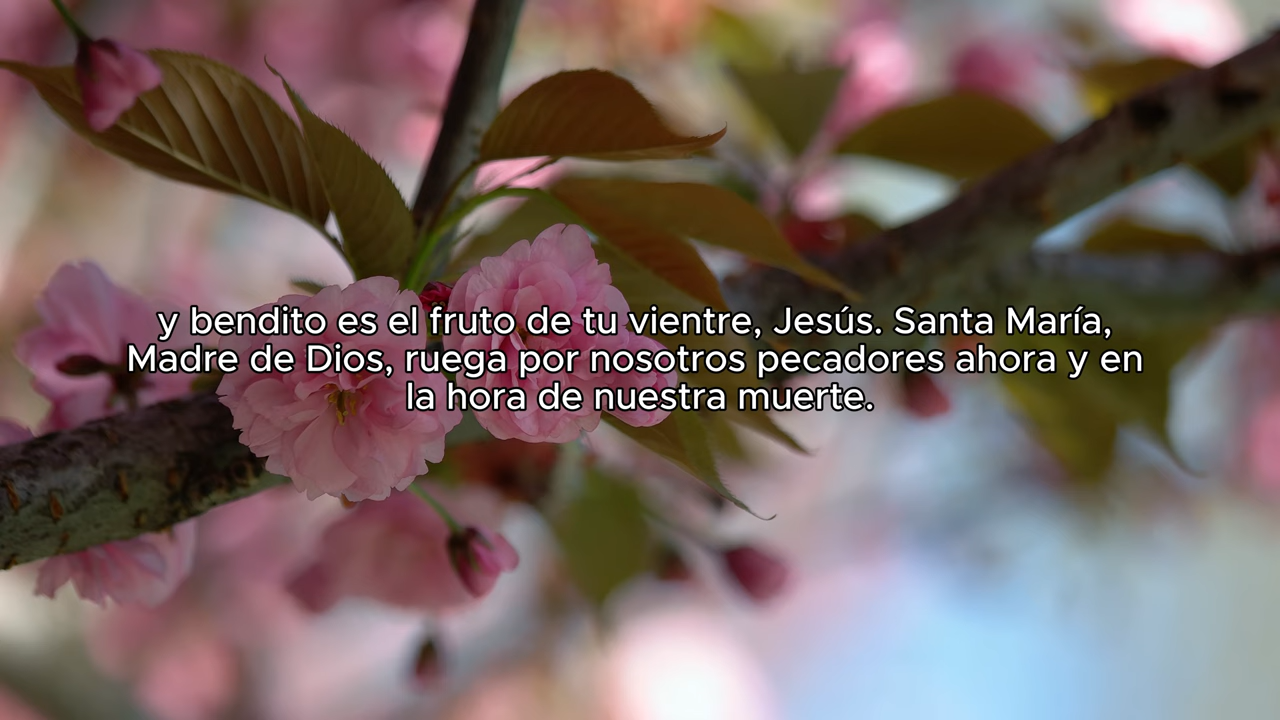 y bendito es el fruto de tu vientre, Jesús. Santa María,
Madre de Dios, ruega por nosotros pecadores ahora y en
la hora de nuestra muerte.